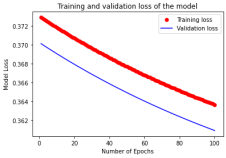 Training and validation loss of the model
Training loss
Validation loss
0.372
0.370
0.368
0.366
0.364
0.362
Model Loss
0 20 40 60 80 100
Number of Epochs